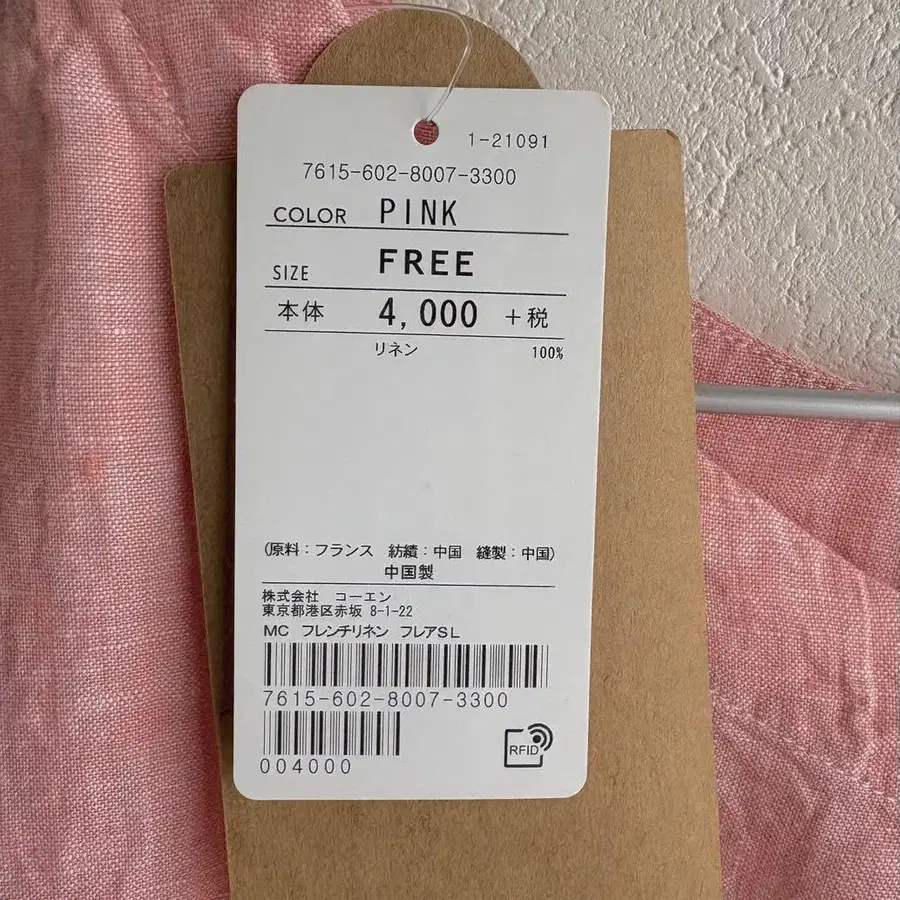 1-21091
7615-602-8007-3300
COLOR PINK
SIZE FREE
本体 4,000 +税
リネン 100%
(原料:フランス 紡績:中国 縫製:中国)
中国製
株式会社 コーエン
東京都港区赤坂 8-1-22
MC フレンチリネン フレアSL
7615-602-8007-3300
004000
RFID